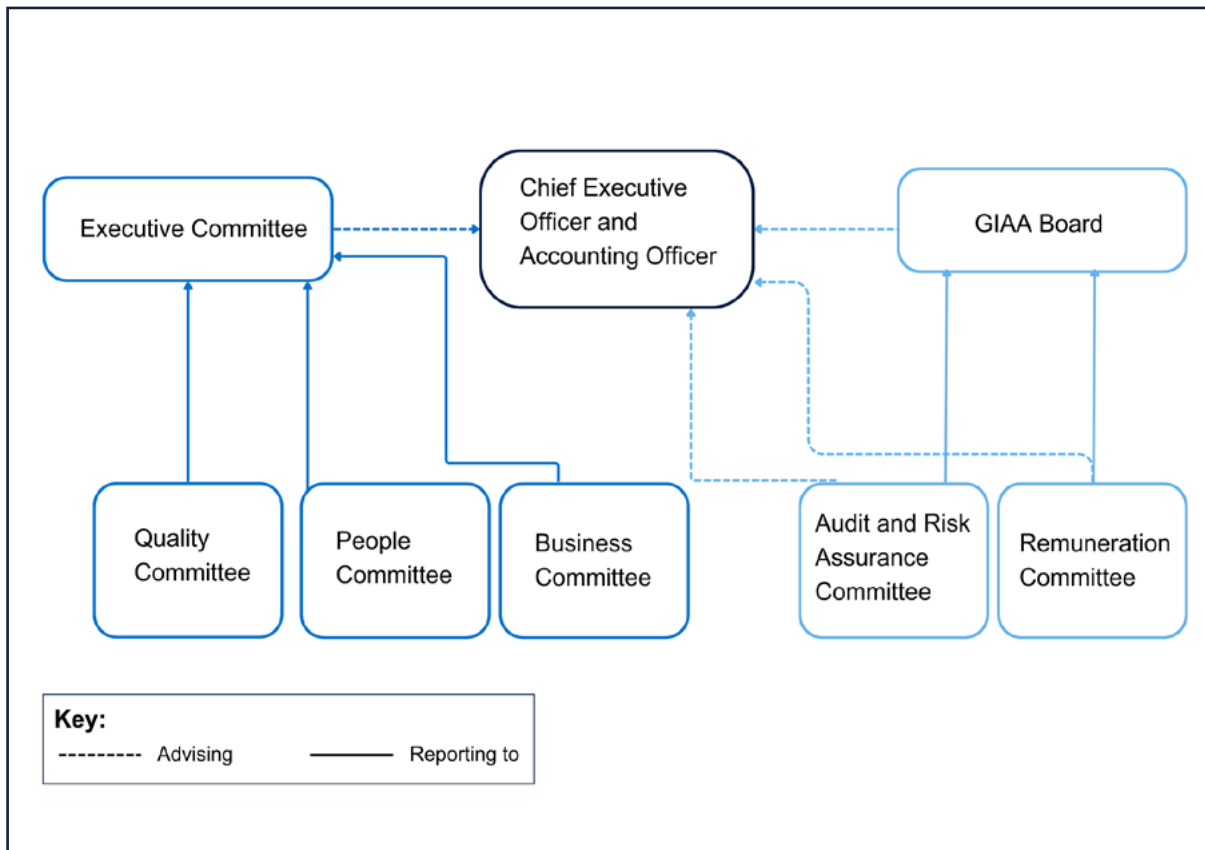 Executive Committee
Chief Executive
Officer and
Accounting Officer
GIAA Board
Quality
Committee
People
Committee
Business
Committee
Audit and Risk
Assurance
Committee
Remuneration
Committee
Key:
Advising
Reporting to